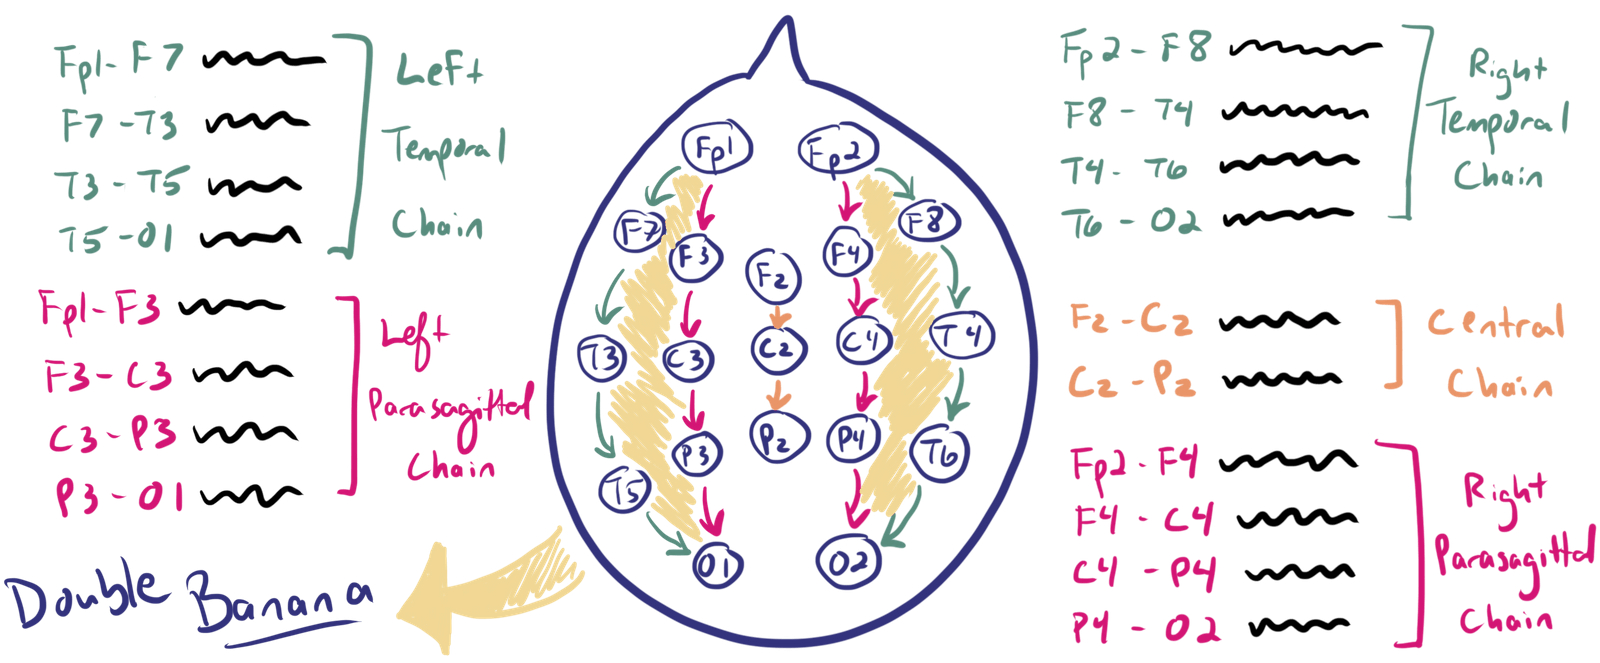 Fp1-F7
F7-T3
T3-T5
T5-O1
Left
Temporal
Chain
Fp1-F3
F3-C3
C3-P3
P3-O1
Left
Parasagittal
Chain
Double Banana
Fp1
Fp2
F7
F3
Fz
F4
F8
T3
C3
Cz
C4
T4
T5
P3
Pz
P4
T6
O1
O2
Fp2-F8
F8-T4
T4-T6
T6-O2
Right
Temporal
Chain
Fz-Cz
Cz-Pz
Central
Chain
Fp2-F4
F4-C4
C4-P4
P4-O2
Right
Parasagittal
Chain